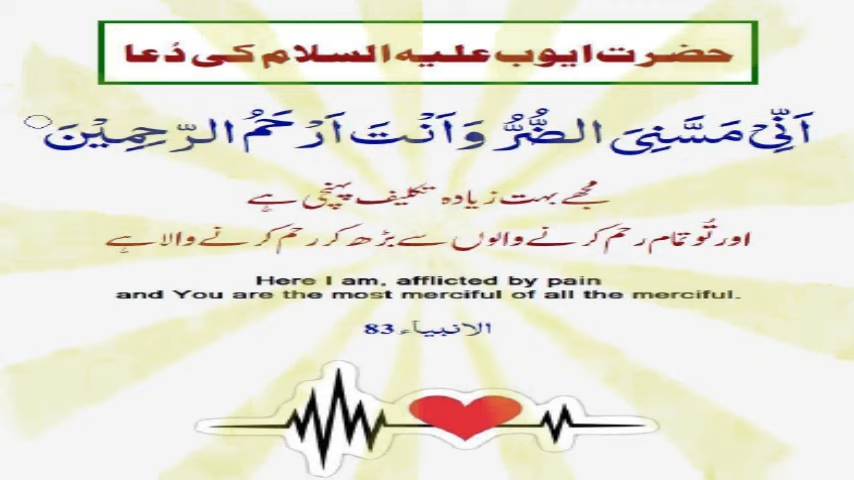 حضرت ایوب علیہ السلام کی دُعا
اَنِّیْ مَسَّنِیَ الضُّرُّ وَاَنْتَ اَرْحَمُ الرّٰحِمِیْنَ
مجھے بہت زیادہ تکلیف پہنچی ہے
اور تُو تمام رحم کرنے والوں سے بڑھ کر رحم کرنے والا ہے
Here I am, afflicted by pain
and You are the most merciful of all the merciful.
الانبیآء 83